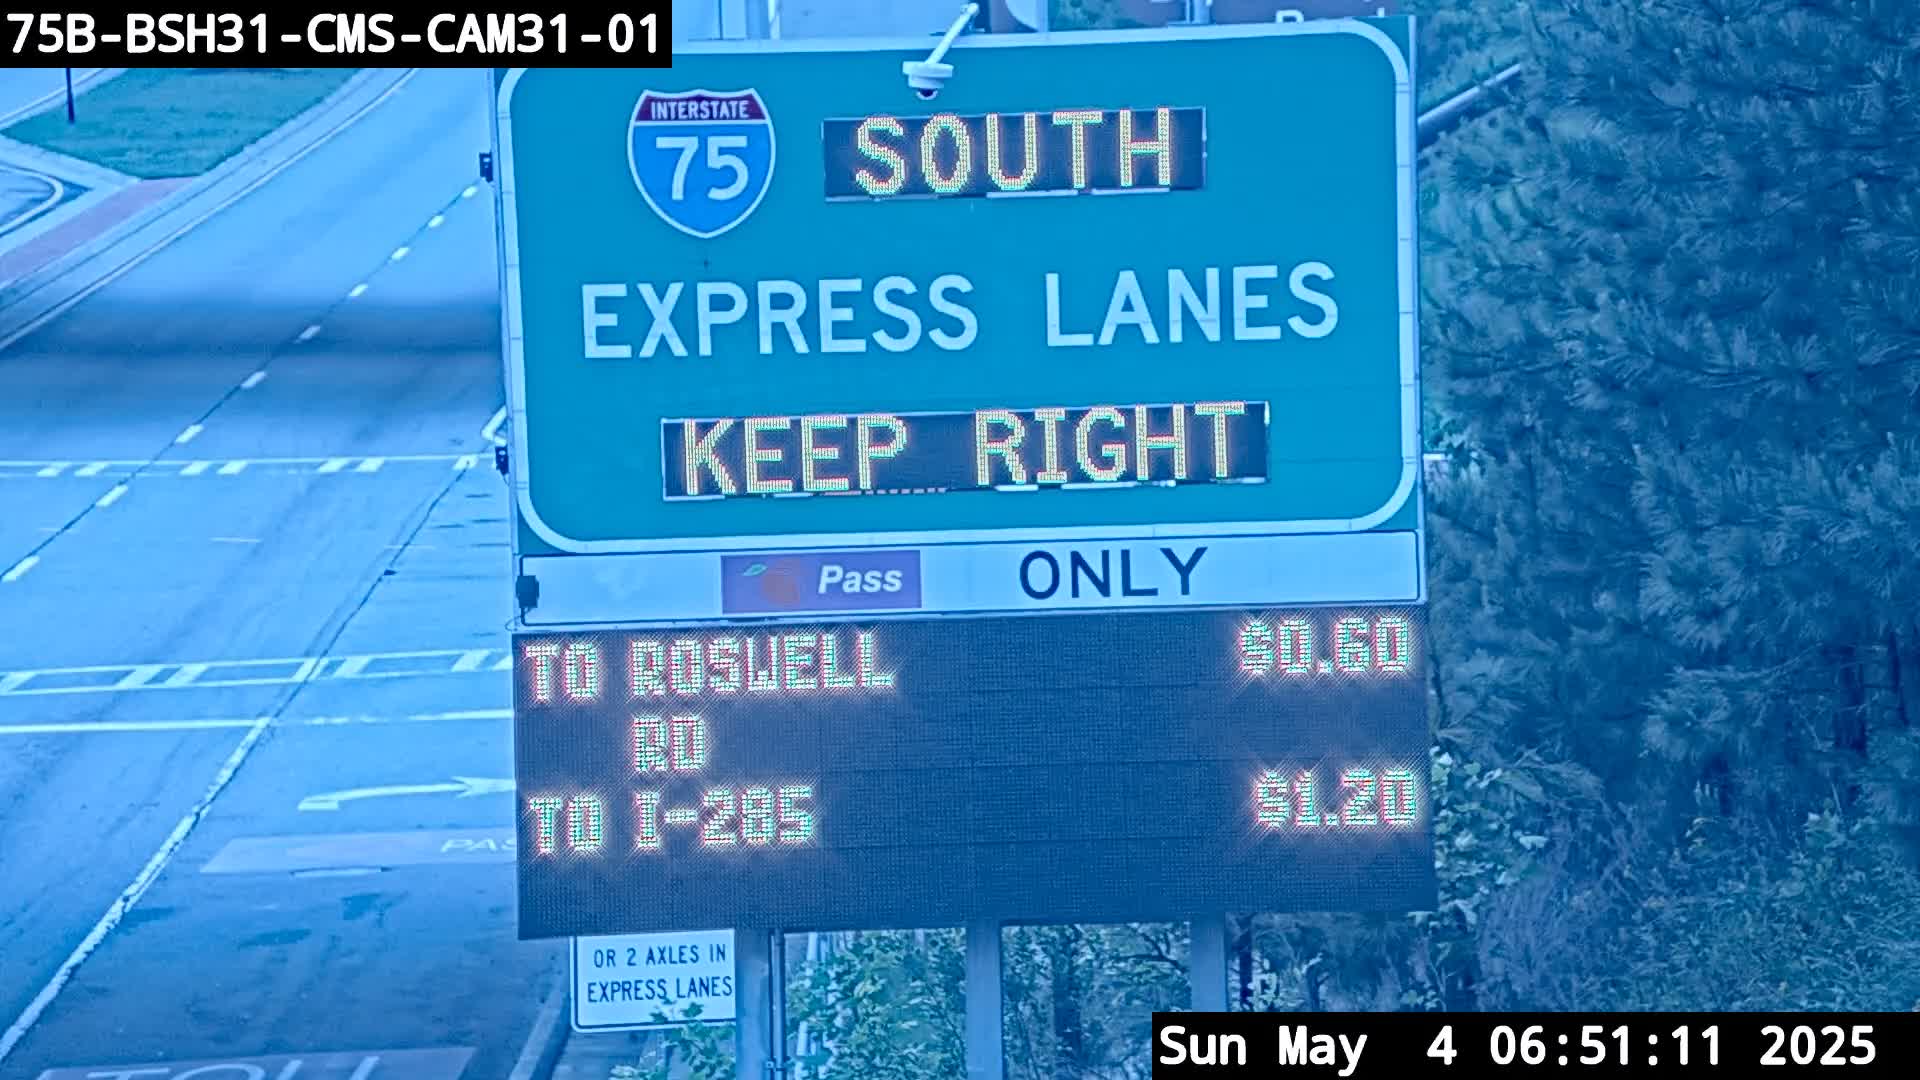 75B-BSH31-CMS-CAM31-01
INTERSTATE
75
SOUTH
EXPRESS LANES
KEEP RIGHT
Pass ONLY
TO ROSWELL $0.60
RD
TO I-285 $1.20
OR 2 AXLES IN
EXPRESS LANES
TOLL
Sun May 4 06:51:11 2025